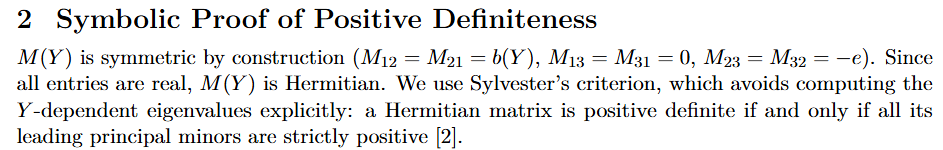 2 Symbolic Proof of Positive Definiteness
M(Y) is symmetric by construction (M₁₂ = M₂₁ = b(Y), M₁₃ = M₃₁ = 0, M₂₃ = M₃₂ = −e). Since
all entries are real, M(Y) is Hermitian. We use Sylvester’s criterion, which avoids computing the
Y-dependent eigenvalues explicitly: a Hermitian matrix is positive definite if and only if all its
leading principal minors are strictly positive [2].